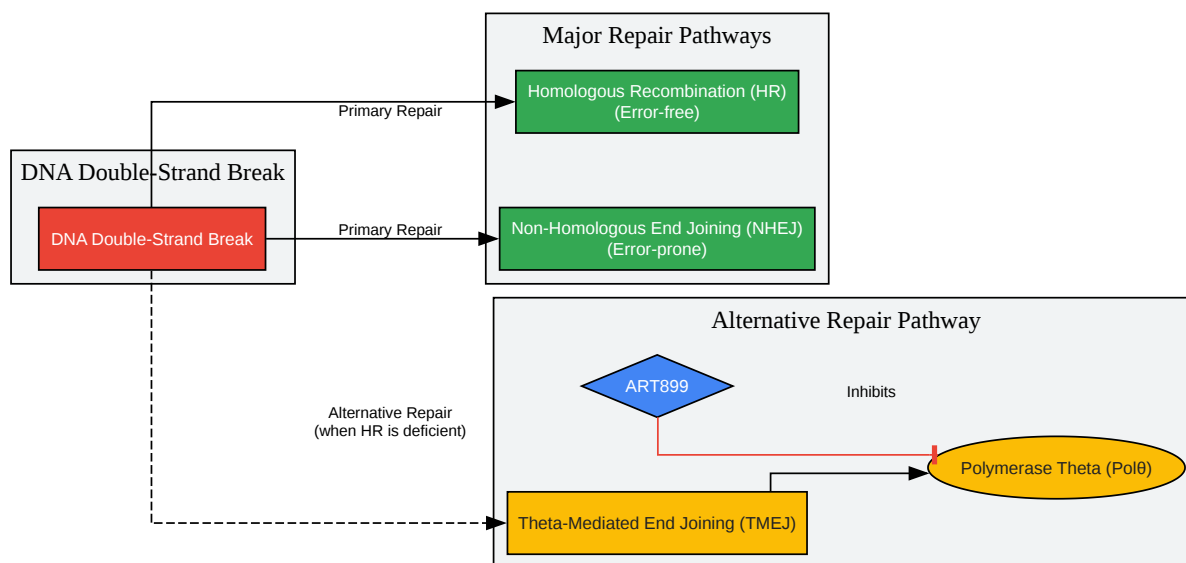 Major Repair Pathways
Homologous Recombination (HR)
(Error-free)
Primary Repair
DNA Double-Strand Break
DNA Double-Strand Break
Primary Repair
Non-Homologous End Joining (NHEJ)
(Error-prone)
Alternative Repair Pathway
ART899
Inhibits
Alternative Repair
(when HR is deficient)
Polymerase Theta (Polθ)
Theta-Mediated End Joining (TMEJ)